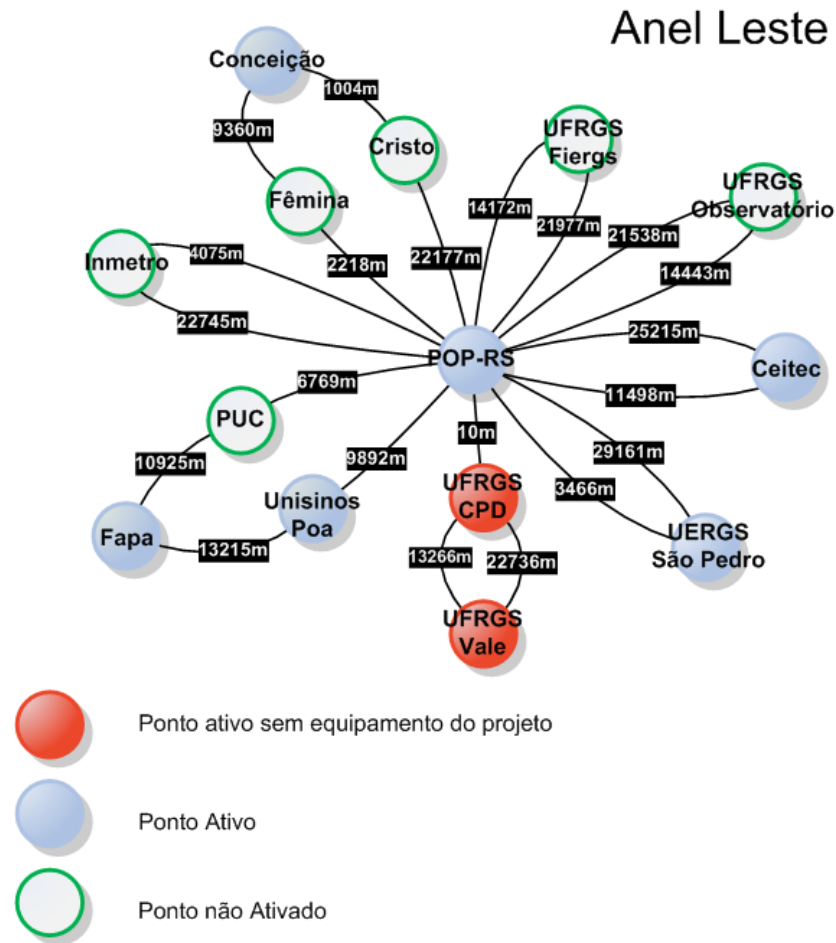 Anel Leste
Conceição
1004m
9360m
Cristo
UFRGS
Fiergs
Fêmina
UFRGS
Observatório
14172m
21977m
21538m
Inmetro
4075m
2218m
22177m
14443m
22745m
25215m
POP-RS
Ceitec
6769m
11498m
PUC
10m
29161m
10925m
9892m
3466m
UFRGS
CPD
Unisinos
Poa
Fapa
13215m
UERGS
São Pedro
13266m
22736m
UFRGS
Vale
Ponto ativo sem equipamento do projeto
Ponto Ativo
Ponto não Ativado